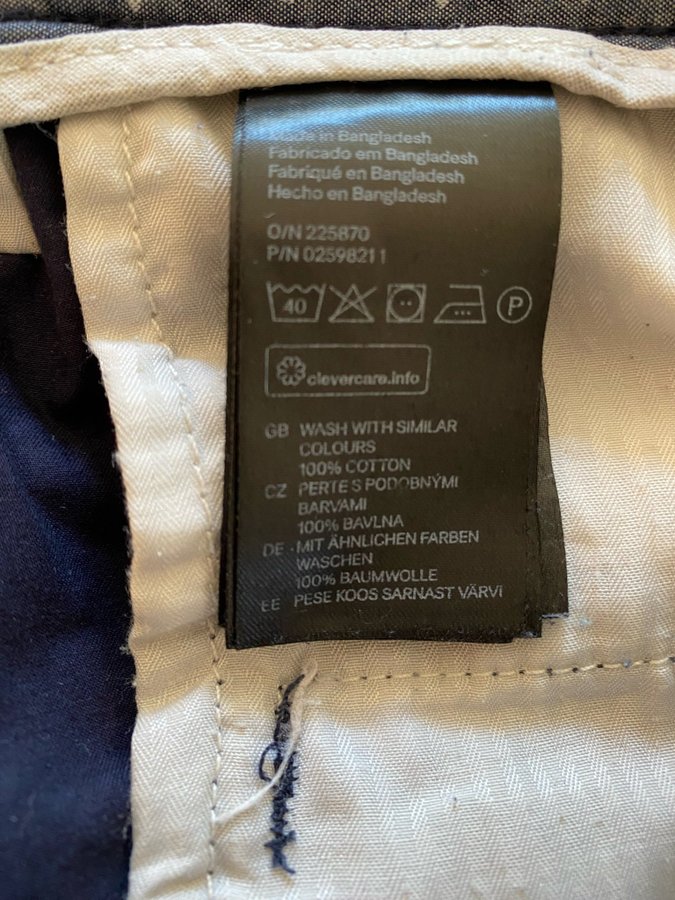 Made in Bangladesh
Fabricado em Bangladesh
Fabriqué en Bangladesh
Hecho en Bangladesh
O/N 225870
P/N 02598211
40 P
clevercare.info
GB WASH WITH SIMILAR
COLOURS
100% COTTON
CZ PERTE S PODOBNÝMI
BARVAMI
100% BAVLNA
DE MIT ÄHNLICHEN FARBEN
WASCHEN
100% BAUMWOLLE
EE PESE KOOS SARNAST VÄRVI